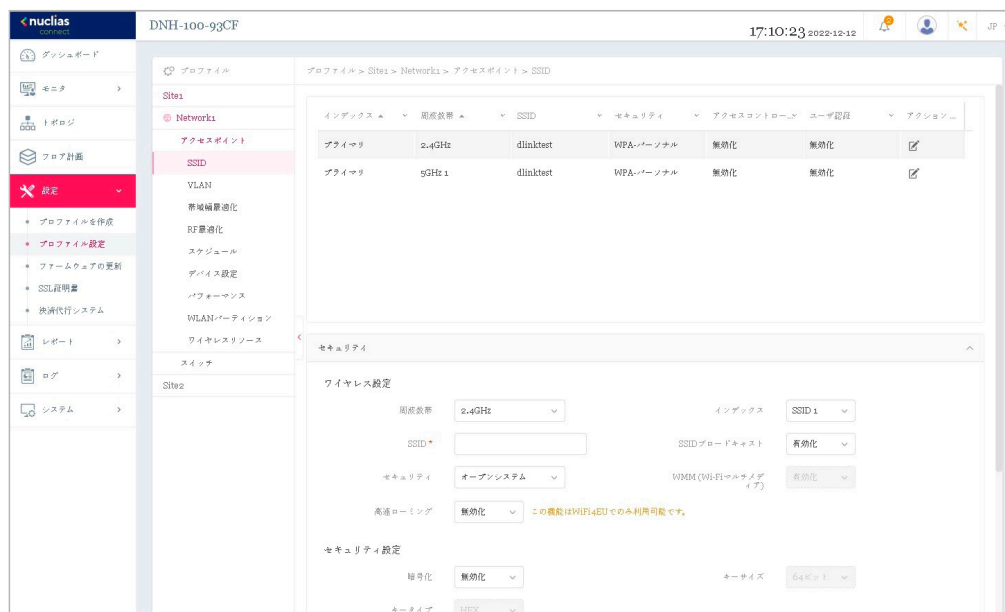 nuclias
connect
DNH-100-93CF
17:10:23 2022-12-12
JP
ダッシュボード
モニタ
トポロジ
フロア計画
設定
プロファイルを作成
プロファイル設定
ファームウェアの更新
SSL証明書
決済代行システム
レポート
ログ
システム
プロファイル
Site1
Network1
アクセスポイント
SSID
VLAN
帯域幅最適化
RF最適化
スケジュール
デバイス設定
パフォーマンス
WLANパーティション
ワイヤレスリソース
スイッチ
Site2
プロファイル > Site1 > Network1 > アクセスポイント > SSID
インデックス 周波数帯 SSID セキュリティ アクセスコントロー... ユーザ認証 アクション ...
プライマリ 2.4GHz dlinktest WPA-パーソナル 無効化 無効化
プライマリ 5GHz 1 dlinktest WPA-パーソナル 無効化 無効化
セキュリティ
ワイヤレス設定
周波数帯 2.4GHz インデックス SSID 1
SSID* SSIDブロードキャスト 有効化
セキュリティ オープンシステム WMM (Wi-Fiマルチメデ
ィア) 有効化
高速ローミング 無効化 この機能はWiFi4EUでのみ利用可能です。
セキュリティ設定
暗号化 無効化 キーサイズ 64ビット
キータイプ HEX